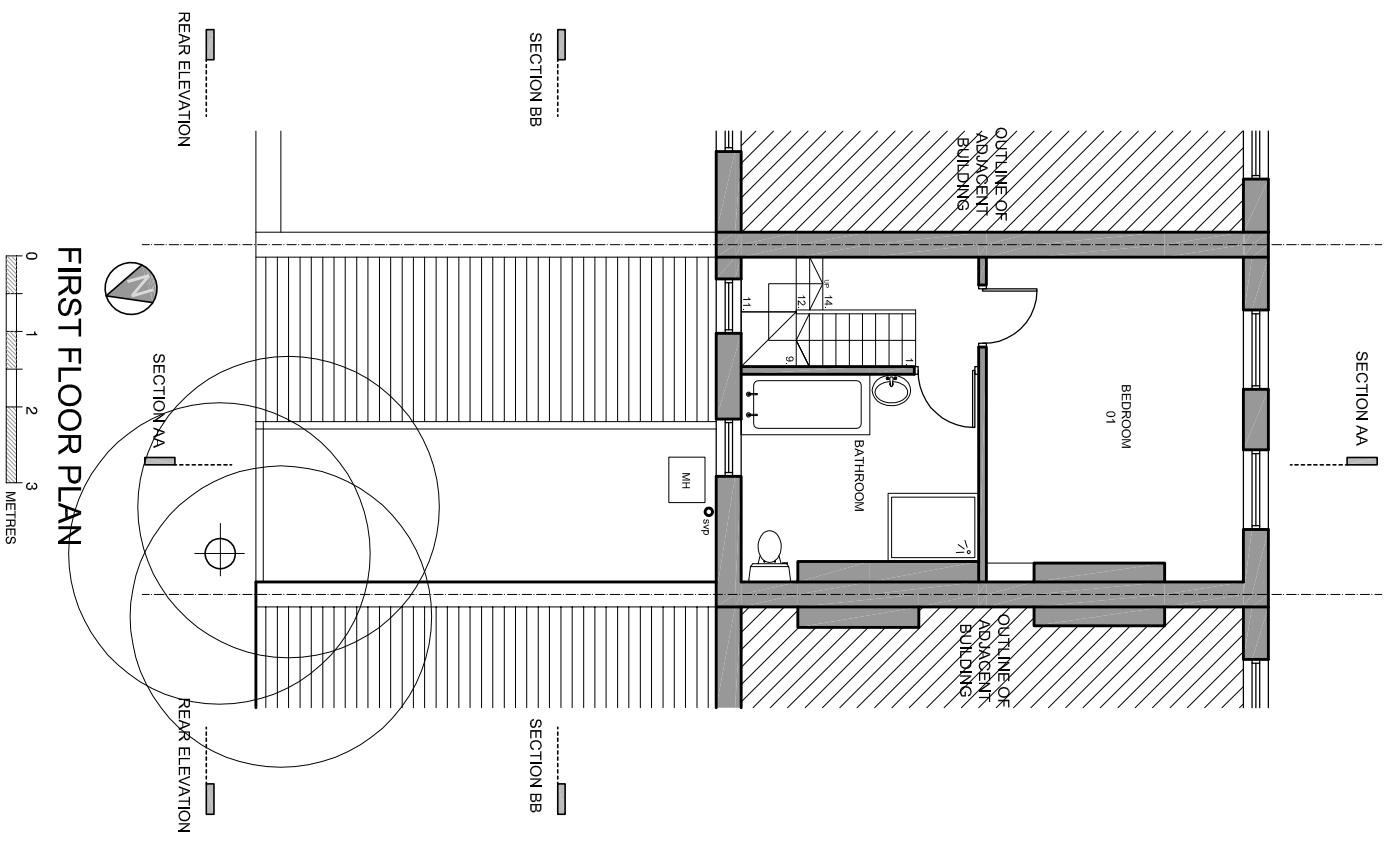 REAR ELEVATION
SECTION BB
OUTLINE OF
ADJACENT
BUILDING
SECTION AA
BEDROOM
01
UP
14.
12.
11.
9.
1.
BATHROOM
MH
svp
OUTLINE OF
ADJACENT
BUILDING
SECTION AA
REAR ELEVATION
SECTION BB
N
FIRST FLOOR PLAN
0 1 2 3
METRES